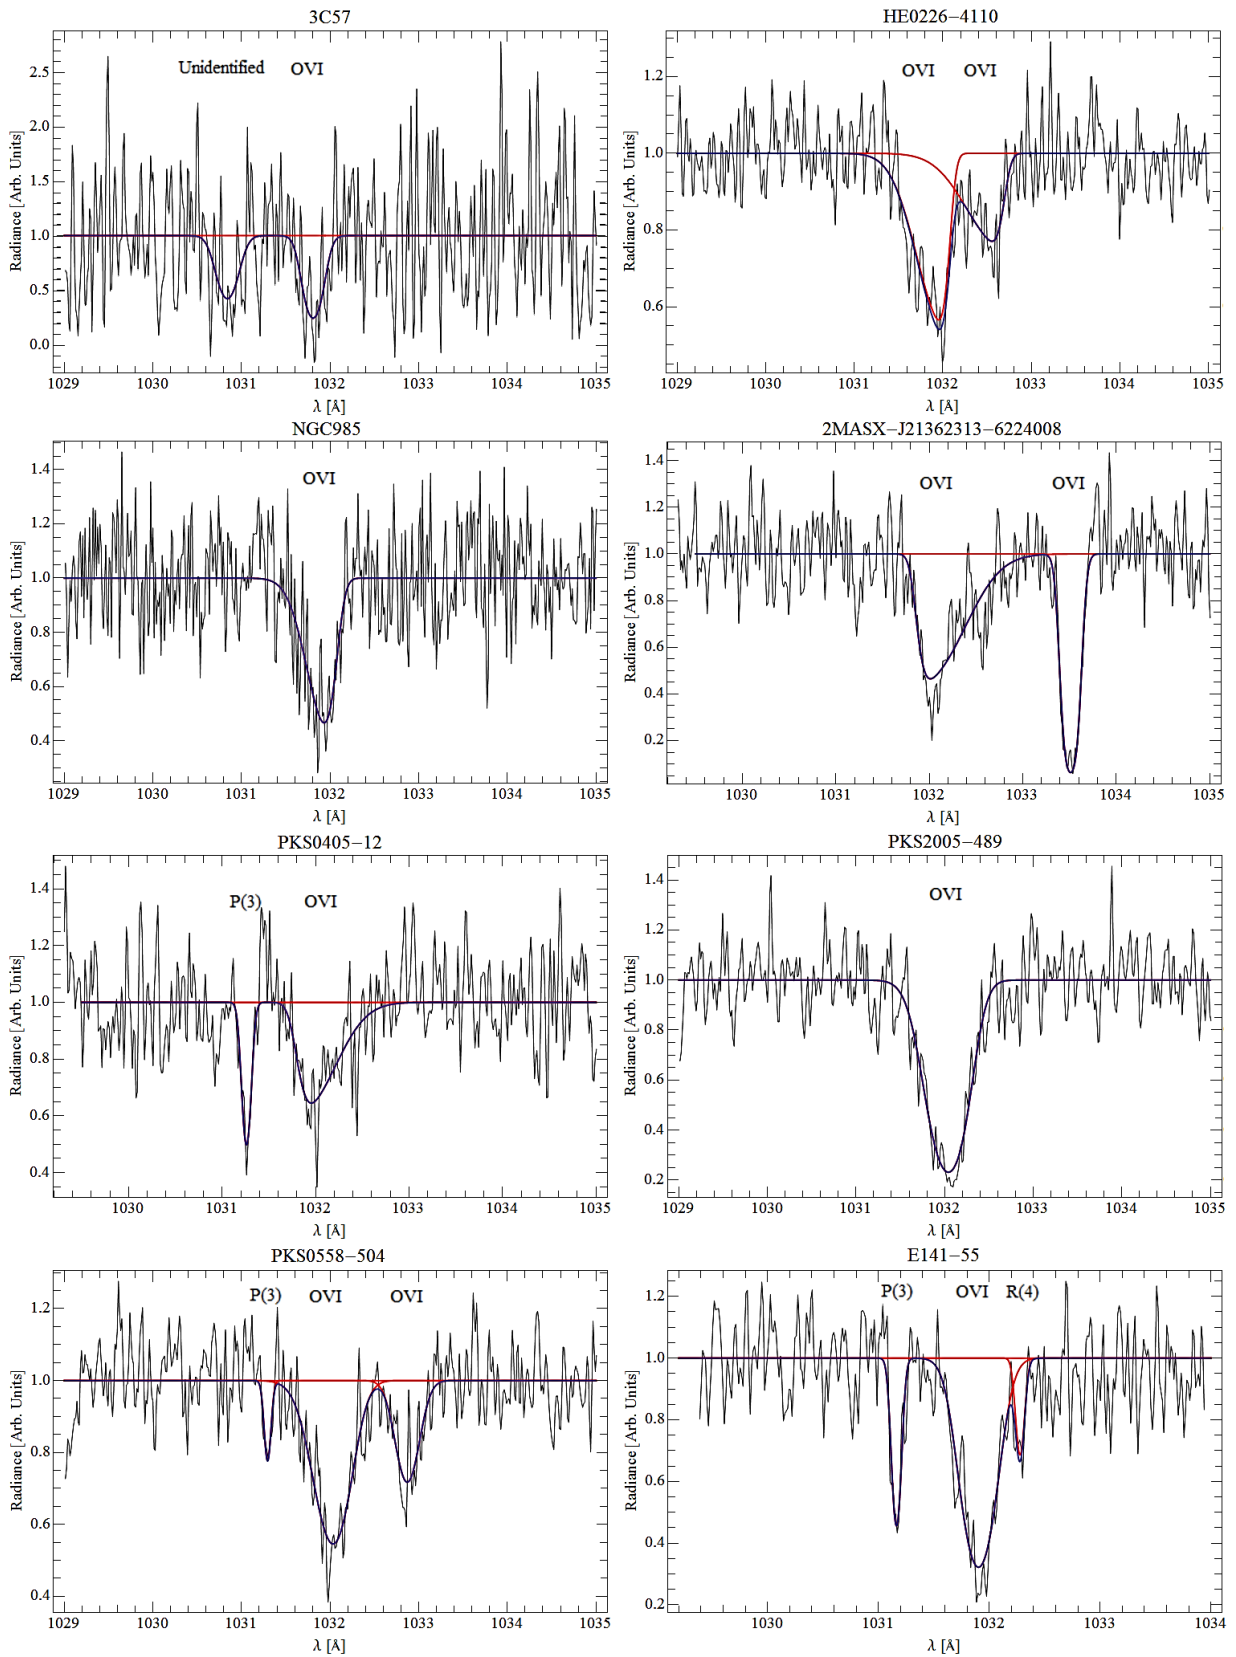 3C57
Unidentified OVI
Radiance [Arb. Units]
2.5
2.0
1.5
1.0
0.5
0.0
1029 1030 1031 1032 1033 1034 1035
λ [Å]
HE0226−4110
OVI OVI
Radiance [Arb. Units]
1.2
1.0
0.8
0.6
1029 1030 1031 1032 1033 1034 1035
λ [Å]
NGC985
OVI
Radiance [Arb. Units]
1.4
1.2
1.0
0.8
0.6
0.4
1029 1030 1031 1032 1033 1034 1035
λ [Å]
2MASX−J21362313−6224008
OVI OVI
Radiance [Arb. Units]
1.4
1.2
1.0
0.8
0.6
0.4
0.2
1030 1031 1032 1033 1034 1035
λ [Å]
PKS0405−12
P(3) OVI
Radiance [Arb. Units]
1.4
1.2
1.0
0.8
0.6
0.4
1030 1031 1032 1033 1034 1035
λ [Å]
PKS2005−489
OVI
Radiance [Arb. Units]
1.4
1.2
1.0
0.8
0.6
0.4
0.2
1029 1030 1031 1032 1033 1034 1035
λ [Å]
PKS0558−504
P(3) OVI OVI
Radiance [Arb. Units]
1.2
1.0
0.8
0.6
0.4
1029 1030 1031 1032 1033 1034 1035
λ [Å]
E141−55
P(3) OVI R(4)
Radiance [Arb. Units]
1.2
1.0
0.8
0.6
0.4
0.2
1030 1031 1032 1033 1034
λ [Å]